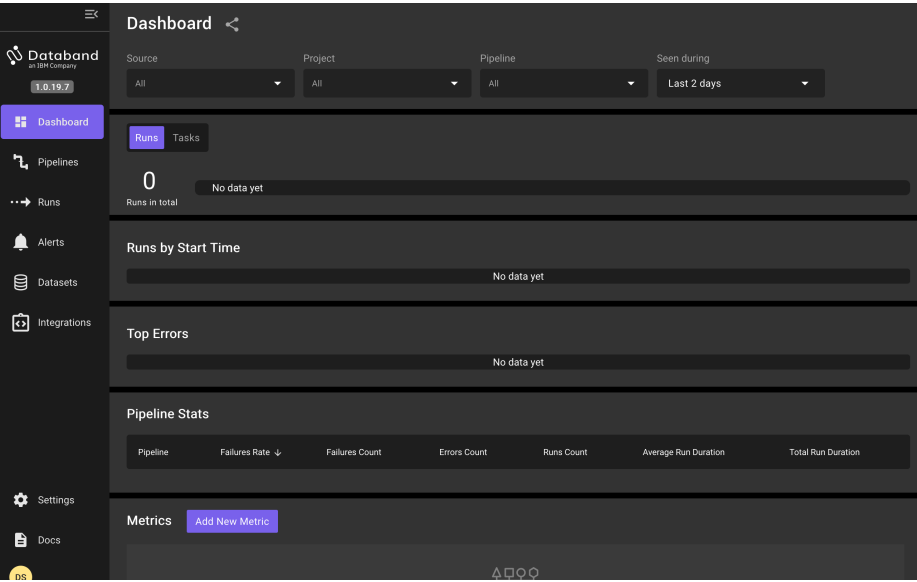 Dashboard
Source
Project
Pipeline
Seen during
All
All
All
Last 2 days
Databand
an IBM Company
1.0.19.7
Dashboard
Pipelines
Runs
Alerts
Datasets
Integrations
Settings
Docs
DS
Runs Tasks
0
Runs in total
No data yet
Runs by Start Time
No data yet
Top Errors
No data yet
Pipeline Stats
Pipeline Failures Rate Failures Count Errors Count Runs Count Average Run Duration Total Run Duration
Metrics Add New Metric